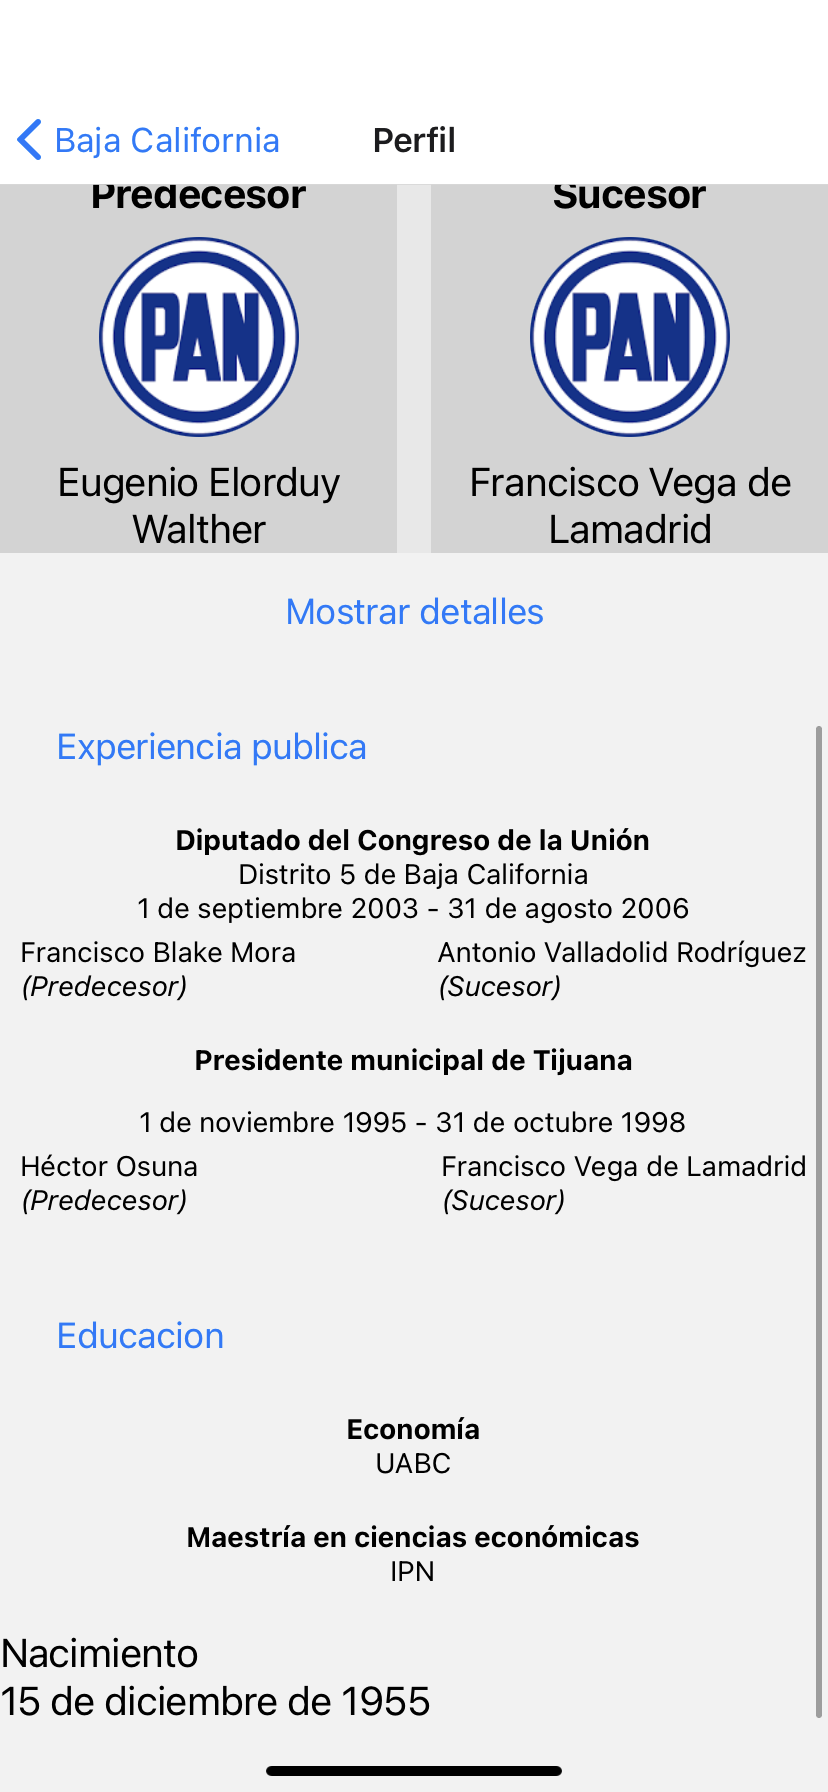 Baja California
Perfil
Predecesor
Sucesor
PAN
PAN
Eugenio Elorduy
Walther
Francisco Vega de
Lamadrid
Mostrar detalles
Experiencia publica
Diputado del Congreso de la Unión
Distrito 5 de Baja California
1 de septiembre 2003 - 31 de agosto 2006
Francisco Blake Mora
(Predecesor)
Antonio Valladolid Rodríguez
(Sucesor)
Presidente municipal de Tijuana
1 de noviembre 1995 - 31 de octubre 1998
Héctor Osuna
(Predecesor)
Francisco Vega de Lamadrid
(Sucesor)
Educacion
Economía
UABC
Maestría en ciencias económicas
IPN
Nacimiento
15 de diciembre de 1955